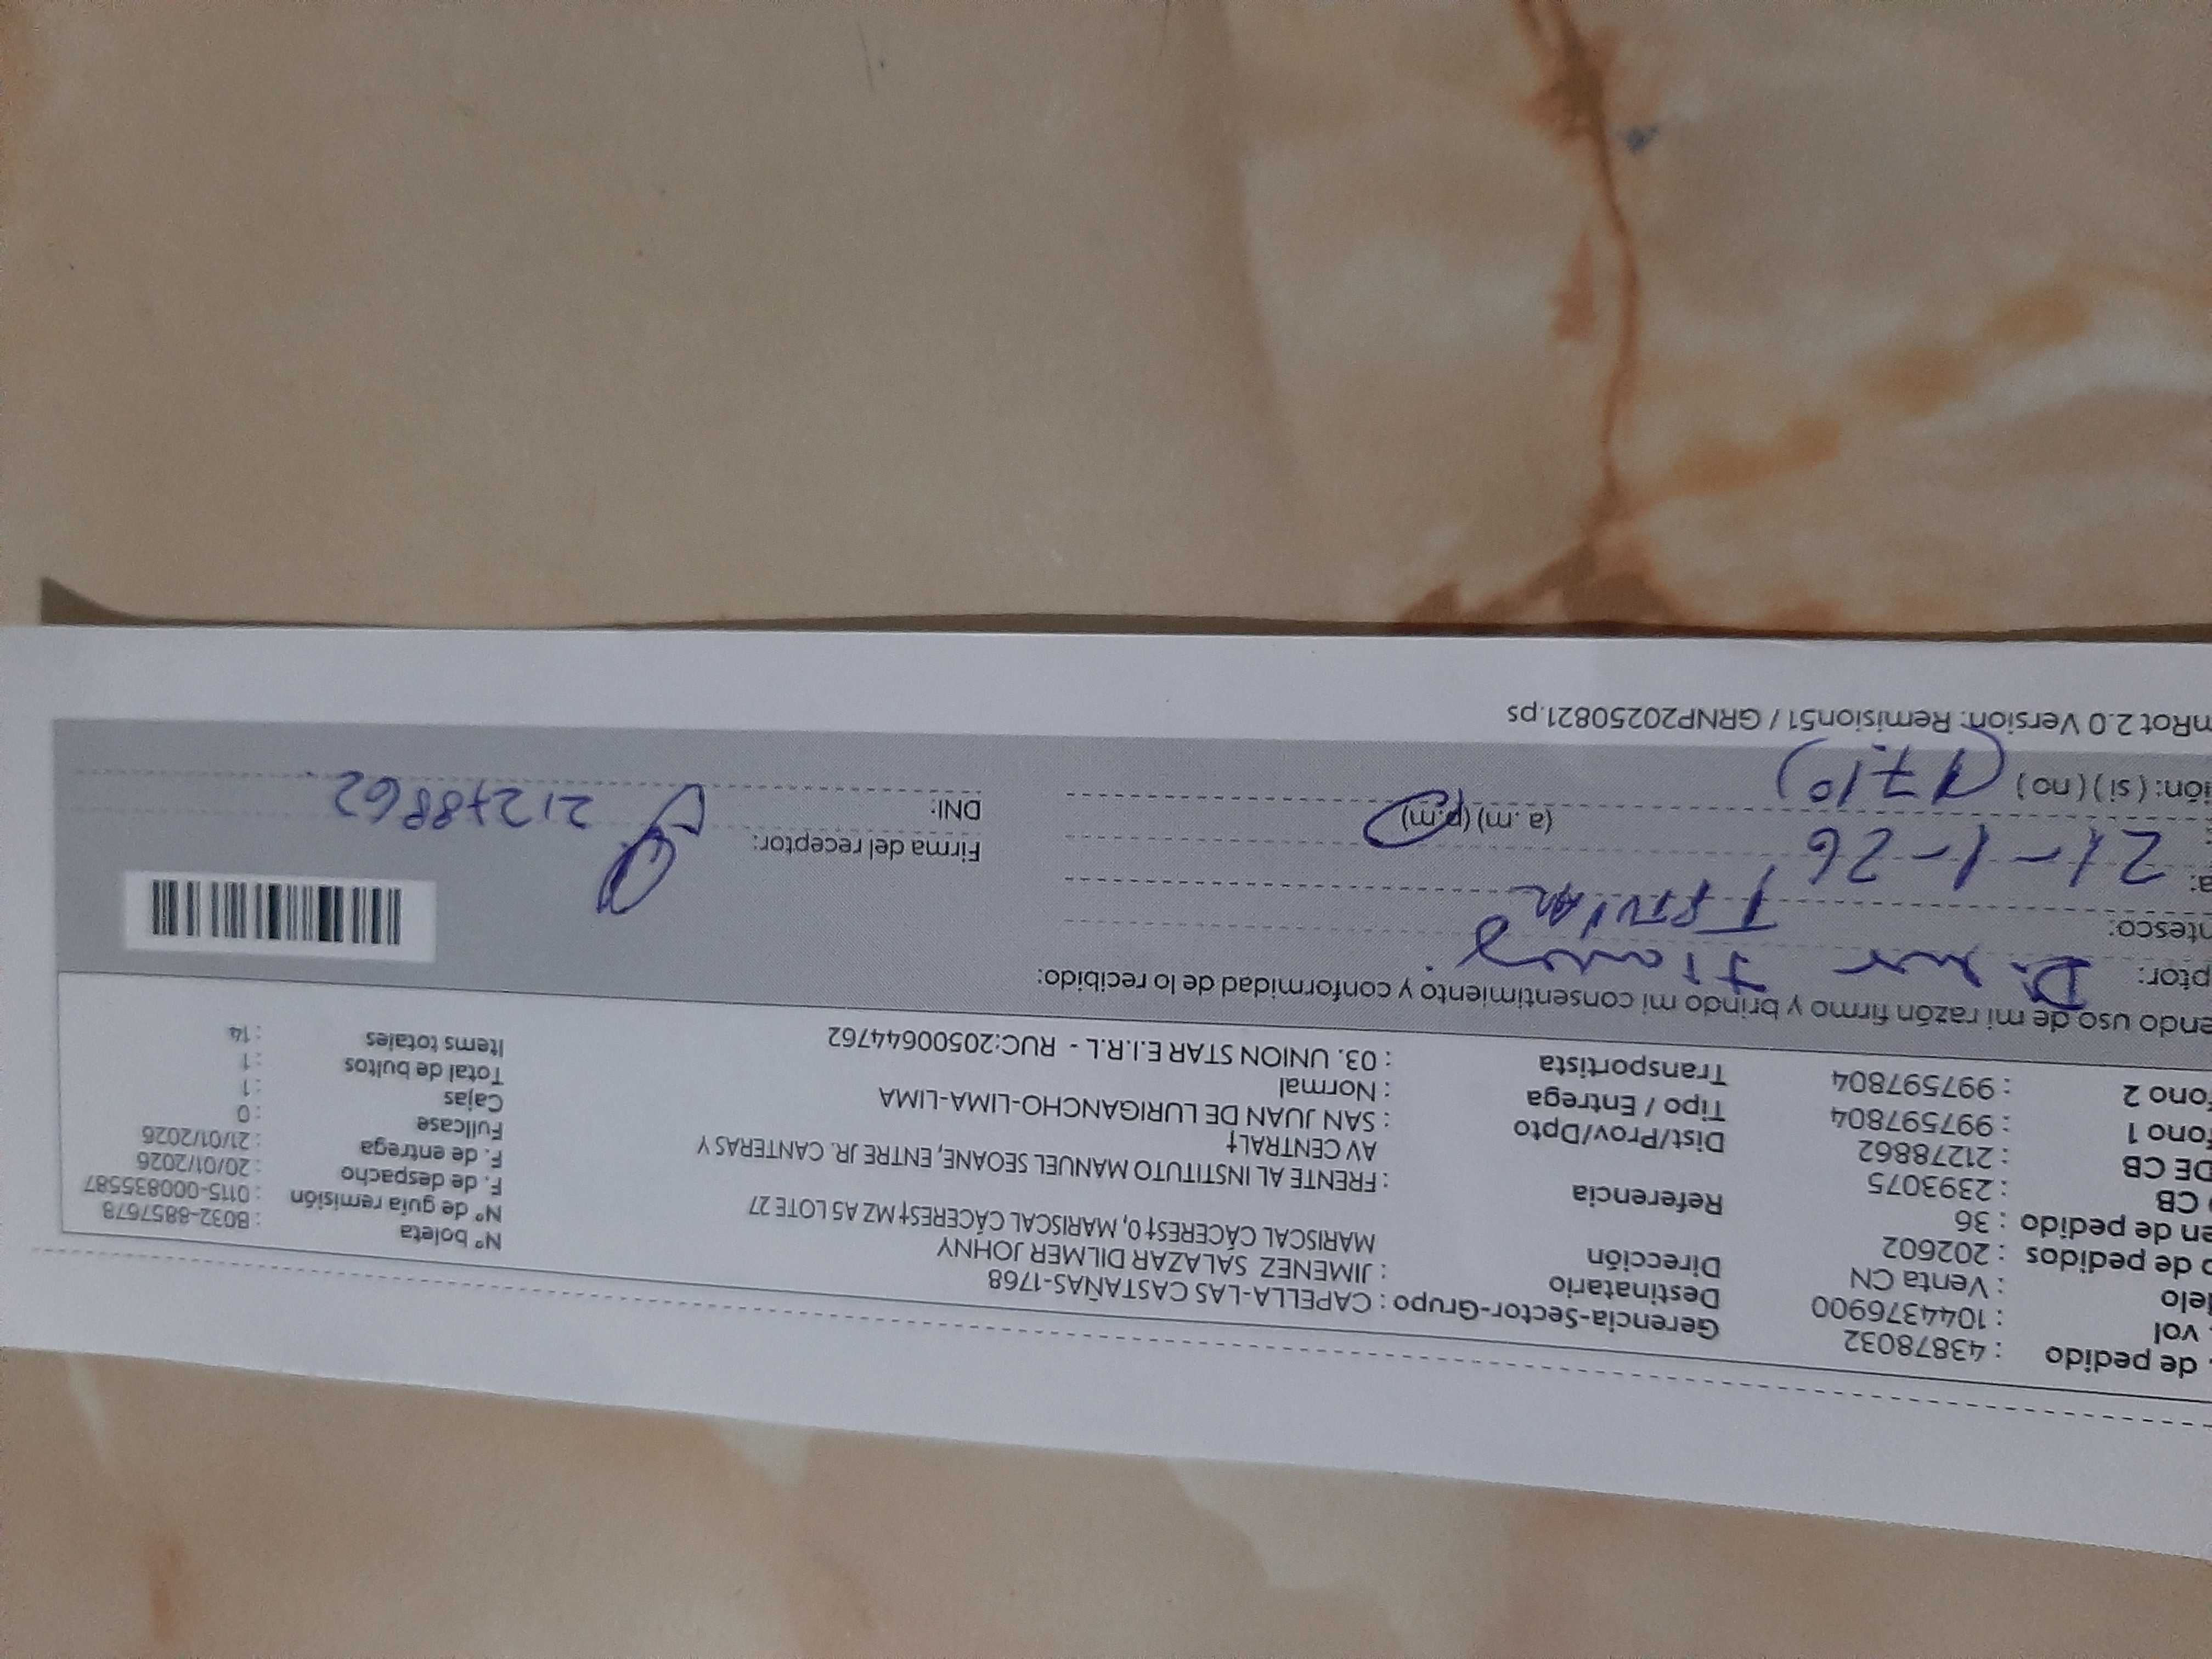 . de pedido : 43878032
. vol : 1044376900
delo : Venta CN
o de pedidos : 202602
en de pedido : 36
CB : 2393075
DE CB : 21278862
fono 1 : 997597804
fono 2 : 997597804
Gerencia-Sector-Grupo : CAPELLA-LAS CASTAÑAS-1768
Destinatario : JIMENEZ SALAZAR DILMER JOHNY
Dirección MARISCAL CÁCERES† 0, MARISCAL CÁCERES† MZ A5 LOTE 27
Referencia : FRENTE AL INSTITUTO MANUEL SEOANE, ENTRE JR. CANTERAS Y
AV CENTRAL†
Dist/Prov/Dpto : SAN JUAN DE LURIGANCHO-LIMA-LIMA
Tipo / Entrega : Normal
Transportista : 03. UNION STAR E.I.R.L - RUC:20500644762
Nº boleta : B032-8857678
Nº de guía remisión : 0115-000835587
F. de despacho : 20/01/2026
F. de entrega : 21/01/2026
Fullcase : 0
Cajas : 1
Total de bultos : 1
Items totales : 14
endo uso de mi razón firmo y brindo mi consentimiento y conformidad de lo recibido:
ptor:
ntesco:
a: 21-1-26
(a.m) (p.m)
ión: (si) (no) (17:10)
Firma del receptor:
DNI: 21278862
mRot 2.0 Version: Remision51 / GRNP20250821.ps